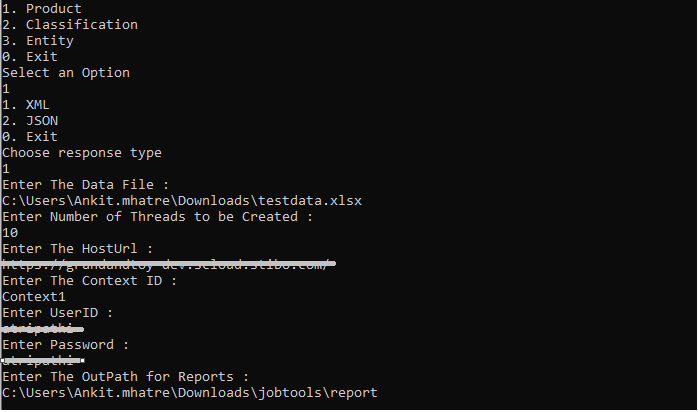 1. Product
2. Classification
3. Entity
0. Exit
Select an Option
1
1. XML
2. JSON
0. Exit
Choose response type
1
Enter The Data File :
C:\Users\Ankit.mhatre\Downloads\testdata.xlsx
Enter Number of Threads to be Created :
10
Enter The HostUrl :
Enter The Context ID :
Context1
Enter UserID :
Enter Password :
Enter The OutPath for Reports :
C:\Users\Ankit.mhatre\Downloads\jobtools\report